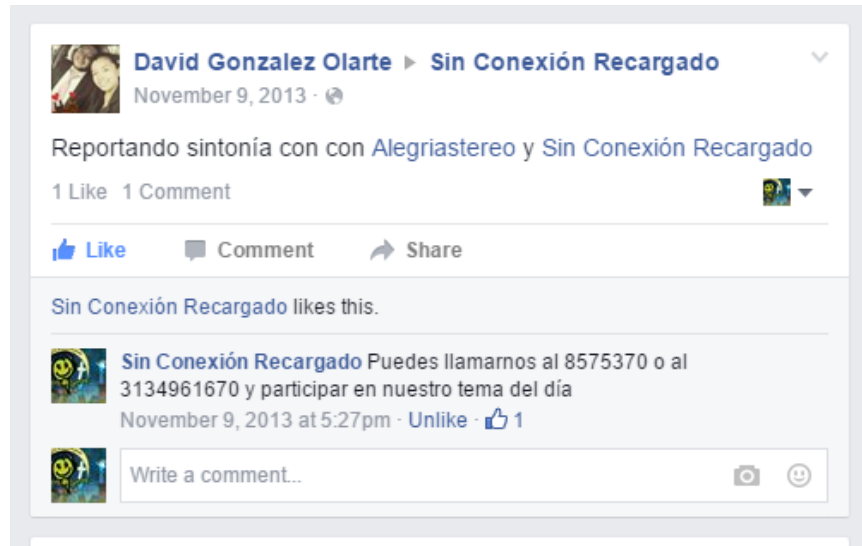 David Gonzalez Olarte ▸ Sin Conexión Recargado
November 9, 2013 ·
Reportando sintonía con con Alegriastereo y Sin Conexión Recargado
1 Like 1 Comment
Like Comment Share
Sin Conexión Recargado likes this.
Sin Conexión Recargado Puedes llamarnos al 8575370 o al
3134961670 y participar en nuestro tema del día
November 9, 2013 at 5:27pm · Unlike · 1
Write a comment...